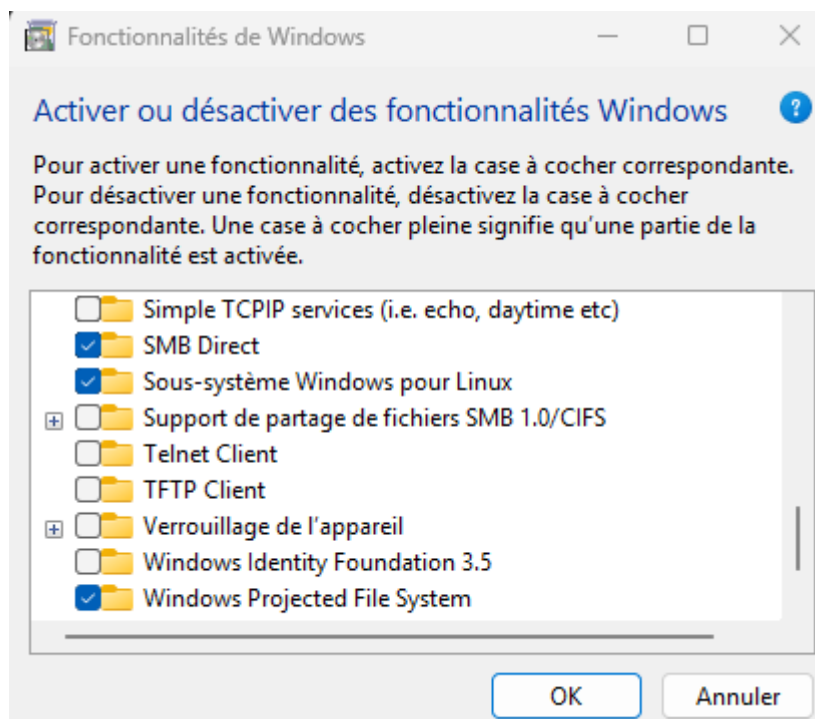 Fonctionnalités de Windows
Activer ou désactiver des fonctionnalités Windows
Pour activer une fonctionnalité, activez la case à cocher correspondante.
Pour désactiver une fonctionnalité, désactivez la case à cocher
correspondante. Une case à cocher pleine signifie qu’une partie de la
fonctionnalité est activée.
Simple TCPIP services (i.e. echo, daytime etc)
SMB Direct
Sous-système Windows pour Linux
Support de partage de fichiers SMB 1.0/CIFS
Telnet Client
TFTP Client
Verrouillage de l’appareil
Windows Identity Foundation 3.5
Windows Projected File System
OK
Annuler